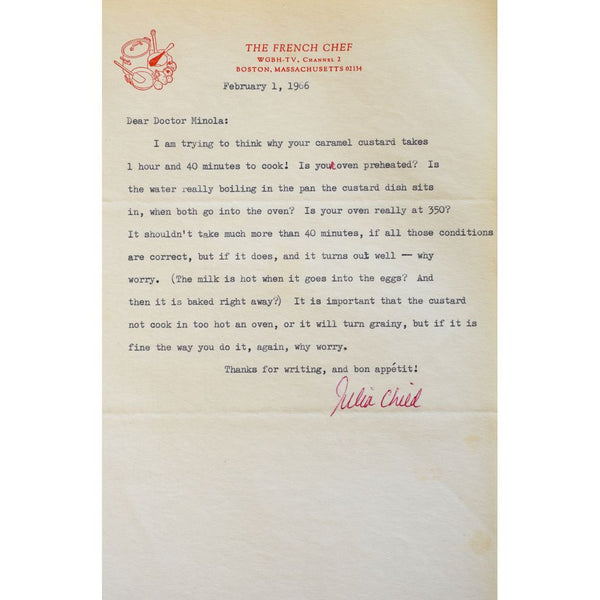 THE FRENCH CHEF
WGBH-TV, CHANNEL 2
BOSTON, MASSACHUSETTS 02134
February 1, 1966
Dear Doctor Minola:
I am trying to think why your caramel custard takes
1 hour and 40 minutes to cook! Is your oven preheated? Is
the water really boiling in the pan the custard dish sits
in, when both go into the oven? Is your oven really at 350?
It shouldn't take much more than 40 minutes, if all those conditions
are correct, but if it does, and it turns out well -- why
worry. (The milk is hot when it goes into the eggs? And
then it is baked right away?) It is important that the custard
not cook in too hot an oven, or it will turn grainy, but if it is
fine the way you do it, again, why worry.
Thanks for writing, and bon appétit!
Julia Child